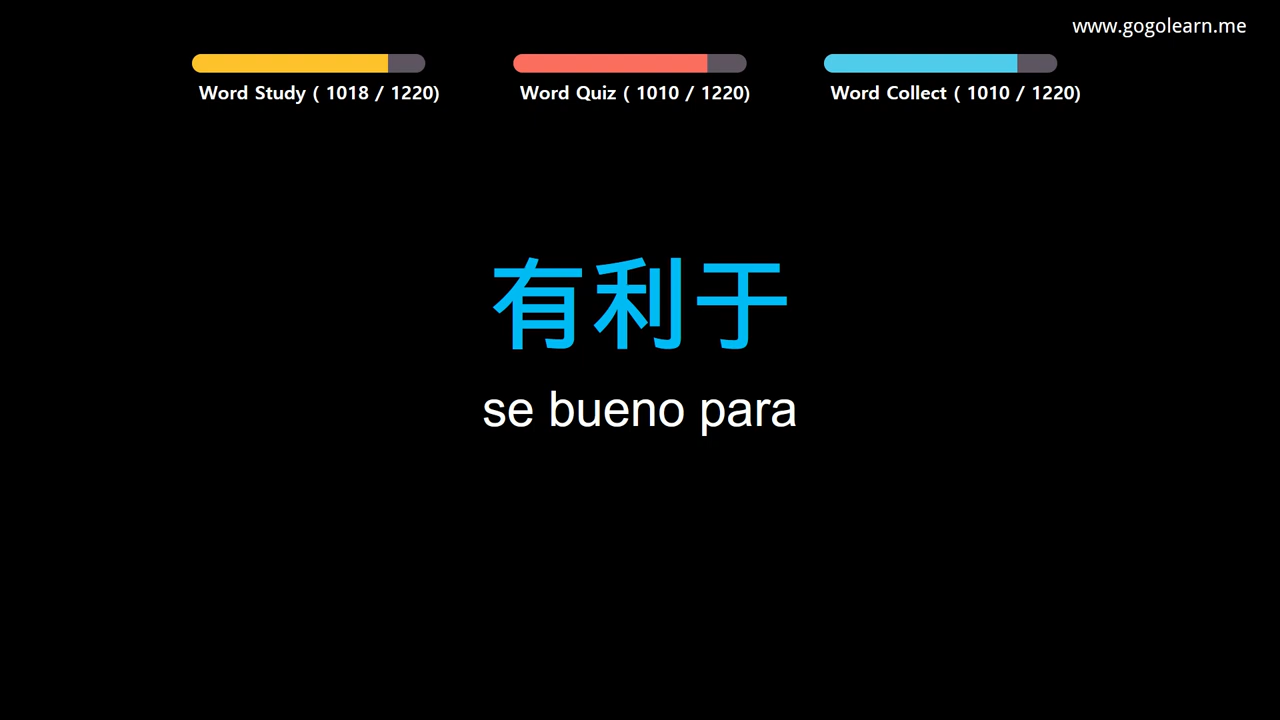 www.gogolearn.me
Word Study ( 1018 / 1220)
Word Quiz ( 1010 / 1220)
Word Collect ( 1010 / 1220)
有利于
se bueno para